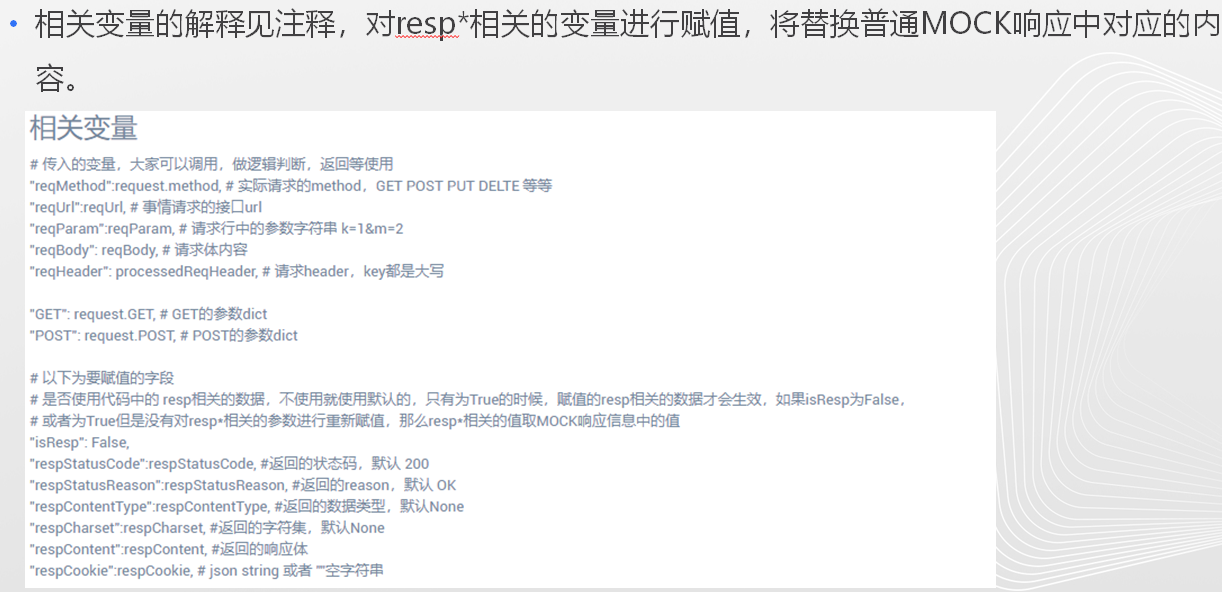 • 相关变量的解释见注释，对resp*相关的变量进行赋值，将替换普通MOCK响应中对应的内
容。
相关变量
# 传入的变量，大家可以调用，做逻辑判断，返回等使用
"reqMethod":request.method, # 实际请求的method，GET POST PUT DELTE 等等
"reqUrl":reqUrl, # 事情请求的接口url
"reqParam":reqParam, # 请求行中的参数字符串 k=1&m=2
"reqBody": reqBody, # 请求体内容
"reqHeader": processedReqHeader, # 请求header，key都是大写
"GET": request.GET, # GET的参数dict
"POST": request.POST, # POST的参数dict
# 以下为要赋值的字段
# 是否使用代码中的 resp相关的数据，不使用就使用默认的，只有为True的时候，赋值的resp相关的数据才会生效，如果isResp为False，
# 或者为True但是没有对resp*相关的参数进行重新赋值，那么resp*相关的值取MOCK响应信息中的值
"isResp": False,
"respStatusCode":respStatusCode, #返回的状态码，默认 200
"respStatusReason":respStatusReason, #返回的reason，默认 OK
"respContentType":respContentType, #返回的数据类型，默认None
"respCharset":respCharset, #返回的字符集，默认None
"respContent":respContent, #返回的响应体
"respCookie":respCookie, # json string 或者 ""空字符串